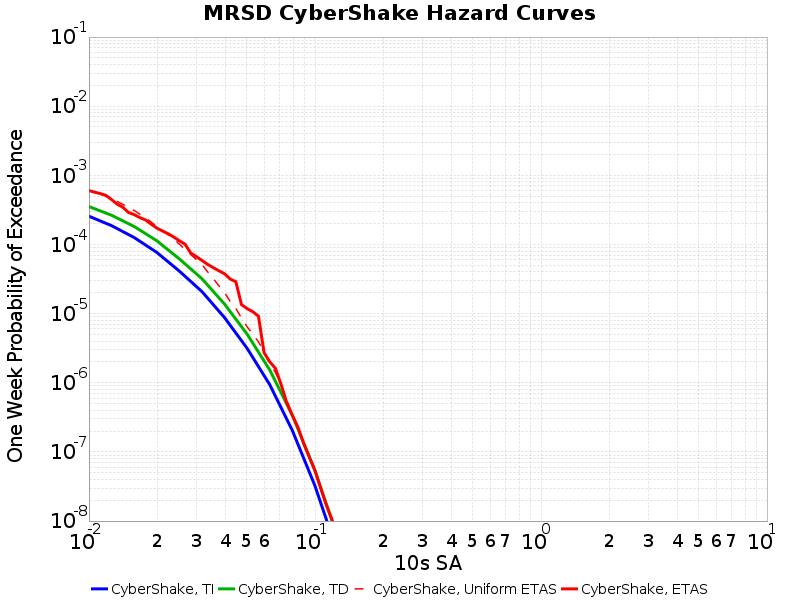 MRSD CyberShake Hazard Curves
One Week Probability of Exceedance
10-1
10-2
10-3
10-4
10-5
10-6
10-7
10-8
10-2 2 3 4 5 6 10-1 2 3 4 5 6 7 100 2 3 4 5 6 7 101
10s SA
CyberShake, TI CyberShake, TD CyberShake, Uniform ETAS CyberShake, ETAS